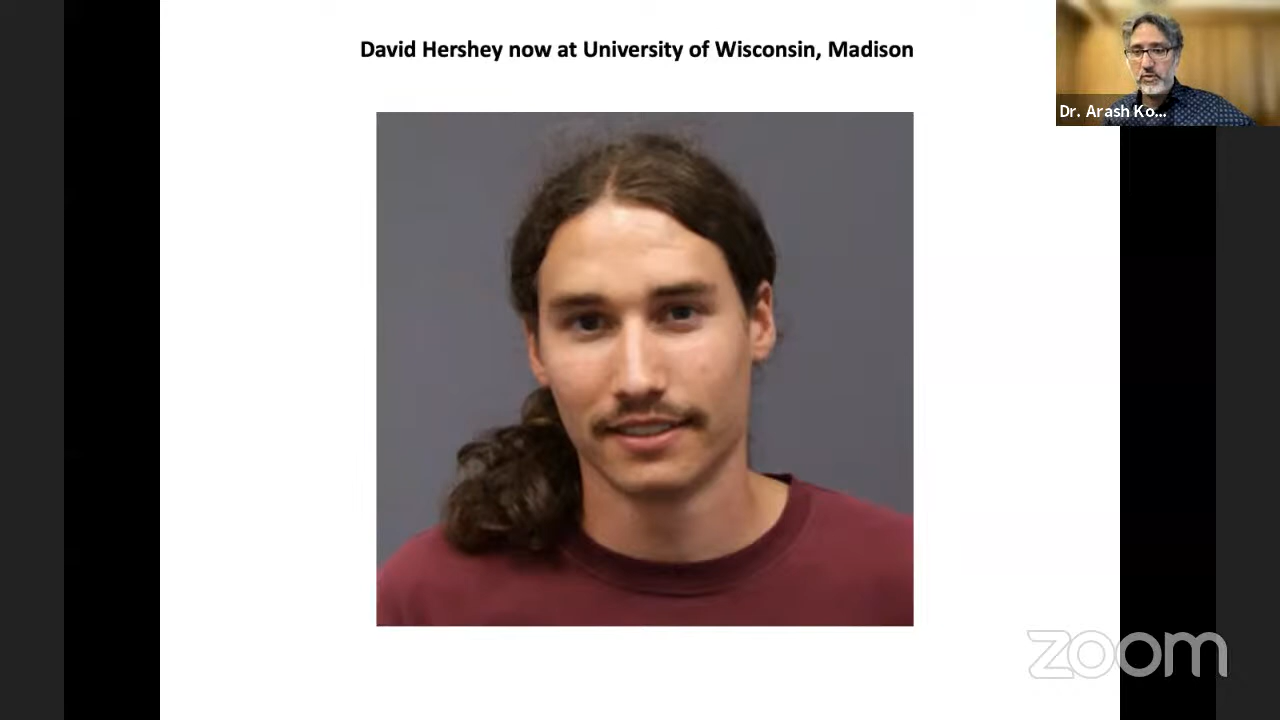 David Hershey now at University of Wisconsin, Madison
Dr. Arash Ko...
zoom